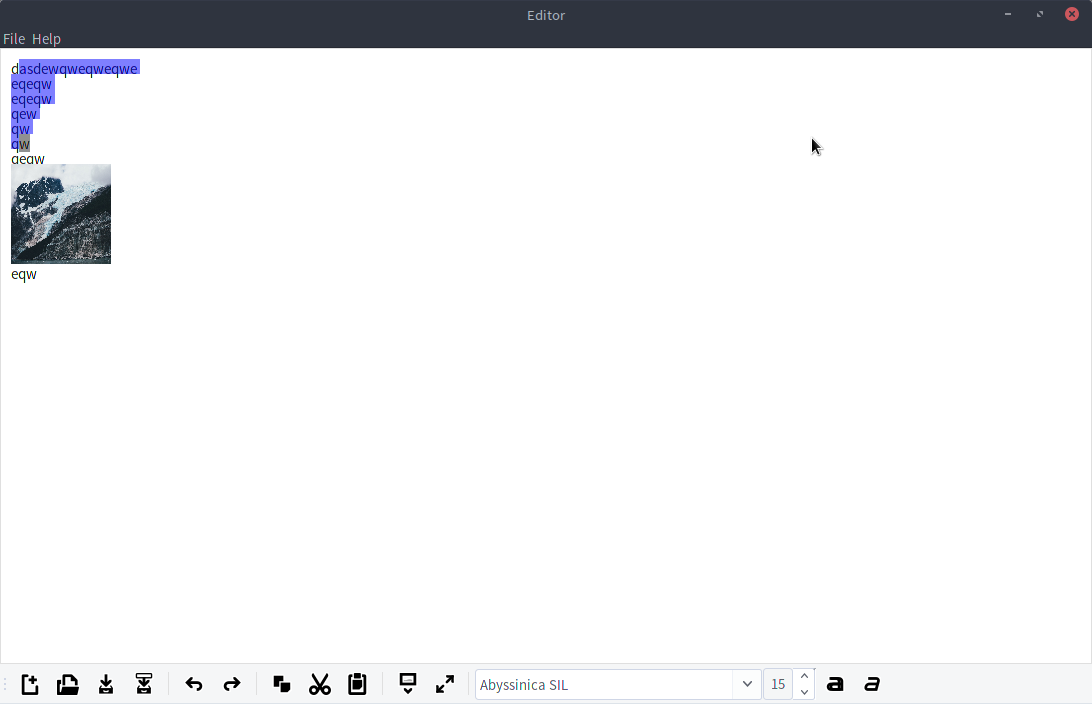 Editor
File Help
dasdewqweqweqwe
eqeqw
eqeqw
qew
qw
qw
qeqw
eqw
Abyssinica SIL
15
a a